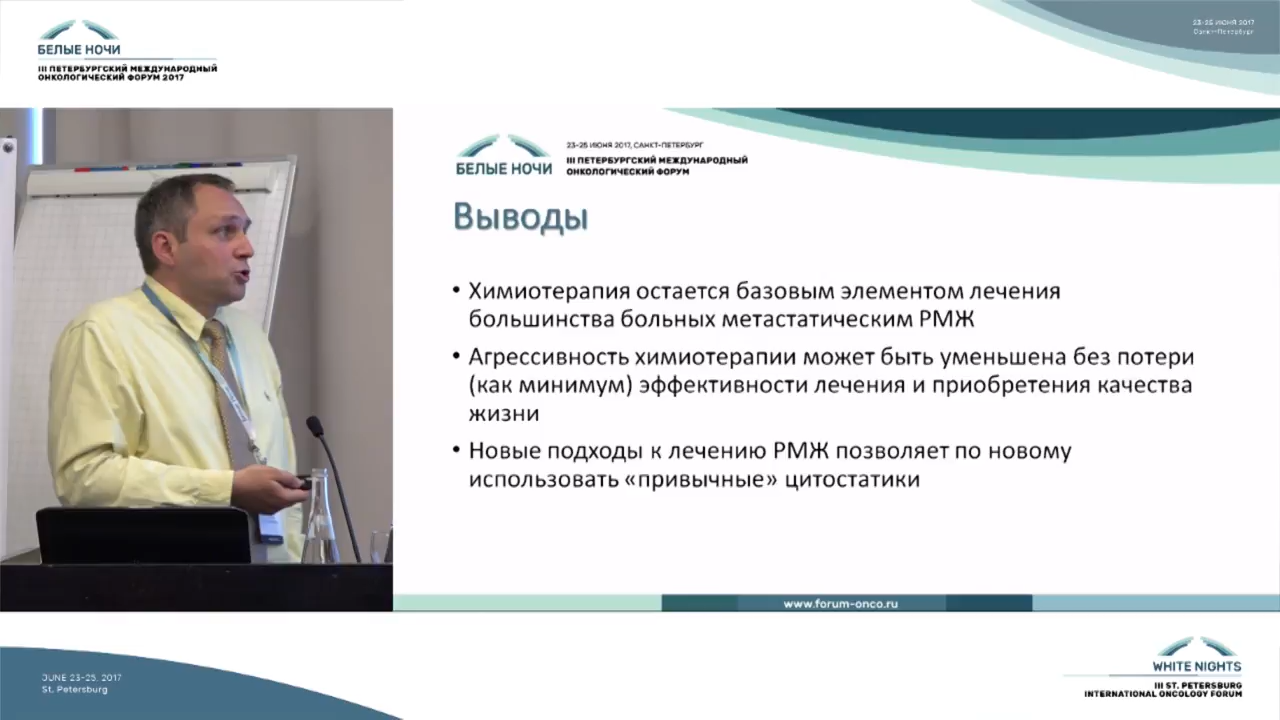 БЕЛЫЕ НОЧИ
III ПЕТЕРБУРГСКИЙ МЕЖДУНАРОДНЫЙ
ОНКОЛОГИЧЕСКИЙ ФОРУМ 2017
23-25 ИЮНЯ 2017
Санкт-Петербург
23-25 ИЮНЯ 2017, САНКТ-ПЕТЕРБУРГ
БЕЛЫЕ НОЧИ
III ПЕТЕРБУРГСКИЙ МЕЖДУНАРОДНЫЙ
ОНКОЛОГИЧЕСКИЙ ФОРУМ
Выводы
• Химиотерапия остается базовым элементом лечения
большинства больных метастатическим РМЖ
• Агрессивность химиотерапии может быть уменьшена без потери
(как минимум) эффективности лечения и приобретения качества
жизни
• Новые подходы к лечению РМЖ позволяет по новому
использовать «привычные» цитостатики
www.forum-onco.ru
JUNE 23-25, 2017
St. Petersburg
WHITE NIGHTS
III ST. PETERSBURG
INTERNATIONAL ONCOLOGY FORUM